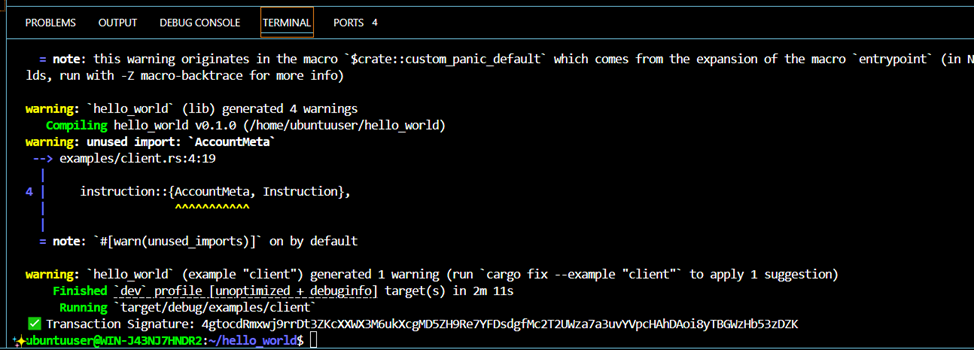 PROBLEMS OUTPUT DEBUG CONSOLE TERMINAL PORTS 4
= note: this warning originates in the macro `$crate::custom_panic_default` which comes from the expansion of the macro `entrypoint` (in N
lds, run with -Z macro-backtrace for more info)
warning: `hello_world` (lib) generated 4 warnings
Compiling hello_world v0.1.0 (/home/ubuntuuser/hello_world)
warning: unused import: `AccountMeta`
--> examples/client.rs:4:19
|
4 | instruction::{AccountMeta, Instruction},
| ^^^^^^^^^^^
|
= note: `#[warn(unused_imports)]` on by default
warning: `hello_world` (example "client") generated 1 warning (run `cargo fix --example "client"` to apply 1 suggestion)
Finished `dev` profile [unoptimized + debuginfo] target(s) in 2m 11s
Running `target/debug/examples/client`
✅ Transaction Signature: 4gtocdRmxwj9rrDt3ZKcXXWX3M6ukXcgMD5ZH9Re7YFDsdgfMc2T2UWza7a3uvYVpcHAhDAoi8yTBGWzHb53zDZK
ubuntuuser@WIN-J43NJ7HNDR2:~/hello_world$